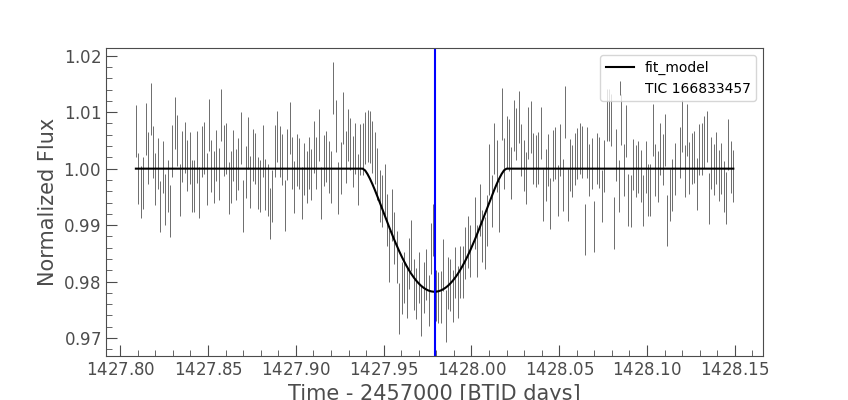 1.02
1.01
1.00
0.99
0.98
0.97
Normalized Flux
fit_model
TIC 166833457
1427.80 1427.85 1427.90 1427.95 1428.00 1428.05 1428.10 1428.15
Time - 2457000 [BTJD days]